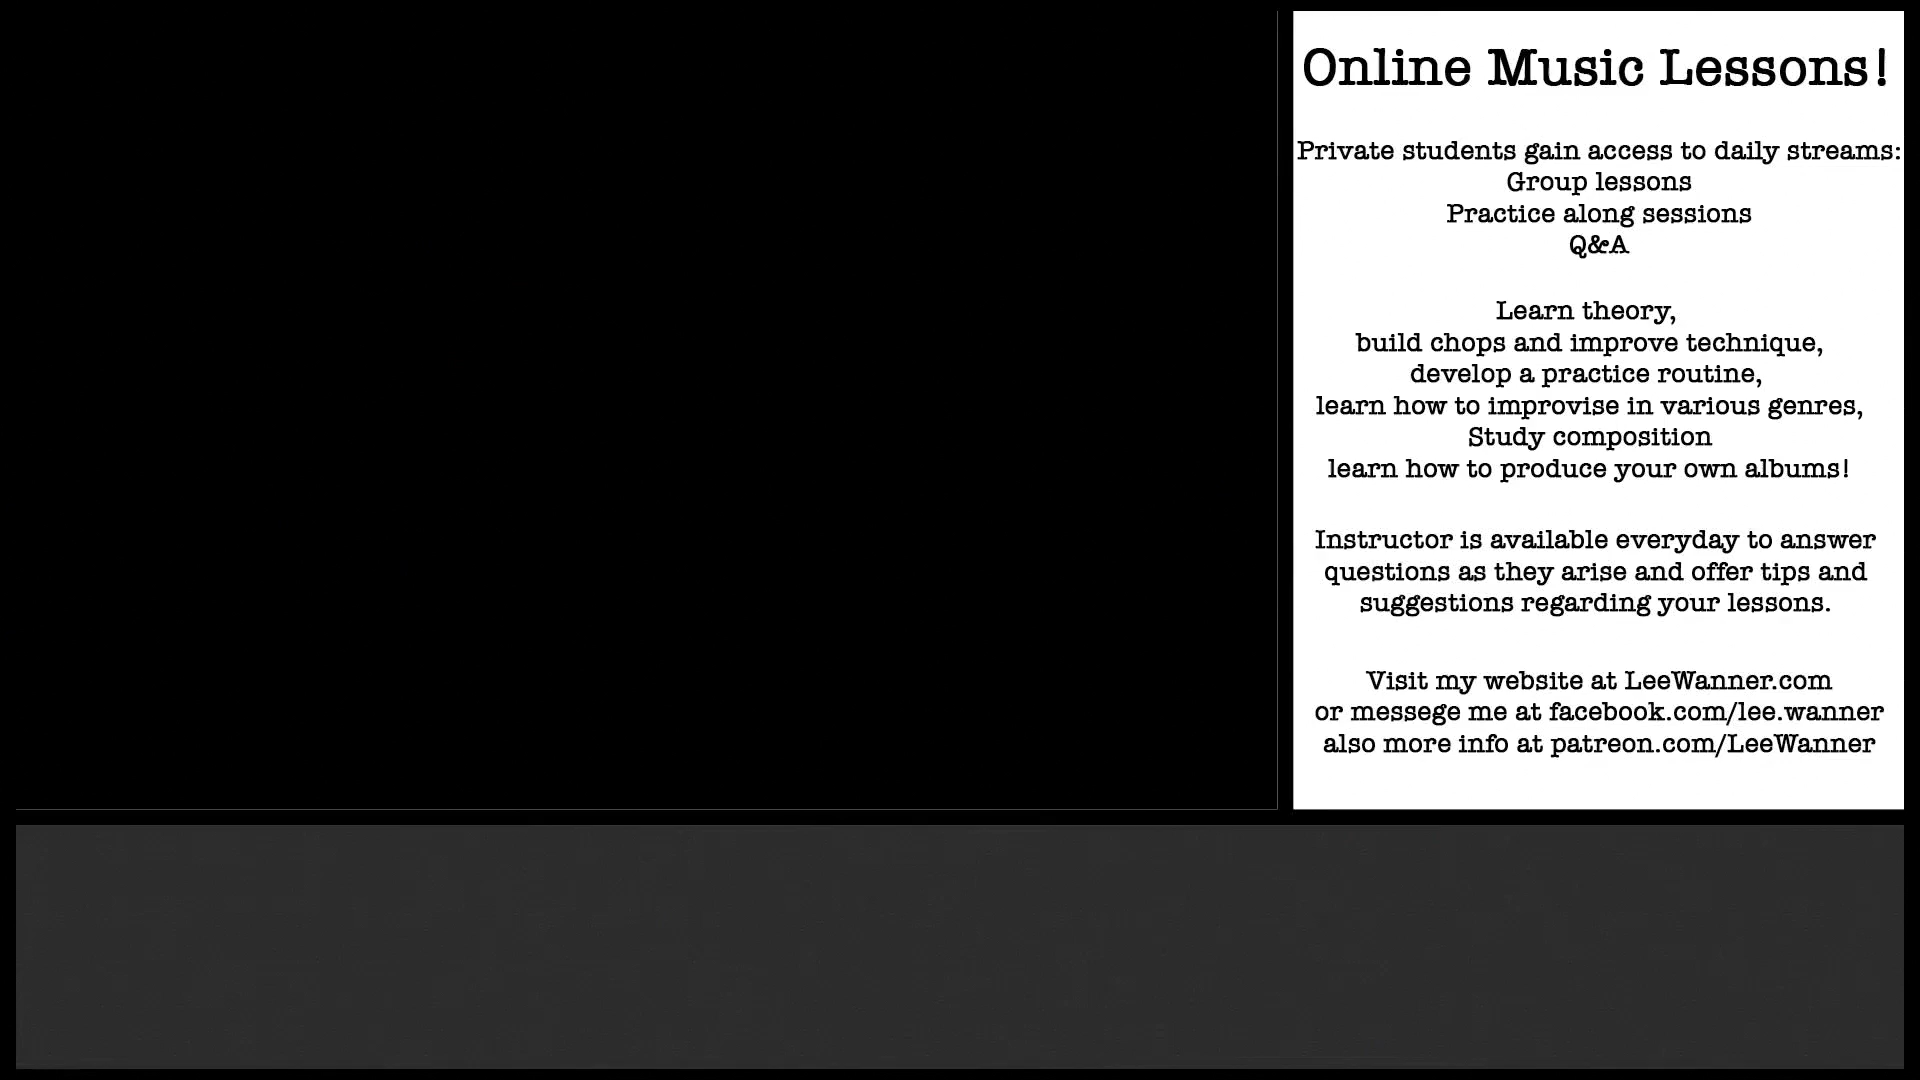 Online Music Lessons!
Private students gain access to daily streams:
Group lessons
Practice along sessions
Q&A
Learn theory,
build chops and improve technique,
develop a practice routine,
learn how to improvise in various genres,
Study composition
learn how to produce your own albums!
Instructor is available everyday to answer
questions as they arise and offer tips and
suggestions regarding your lessons.
Visit my website at LeeWanner.com
or messege me at facebook.com/lee.wanner
also more info at patreon.com/LeeWanner